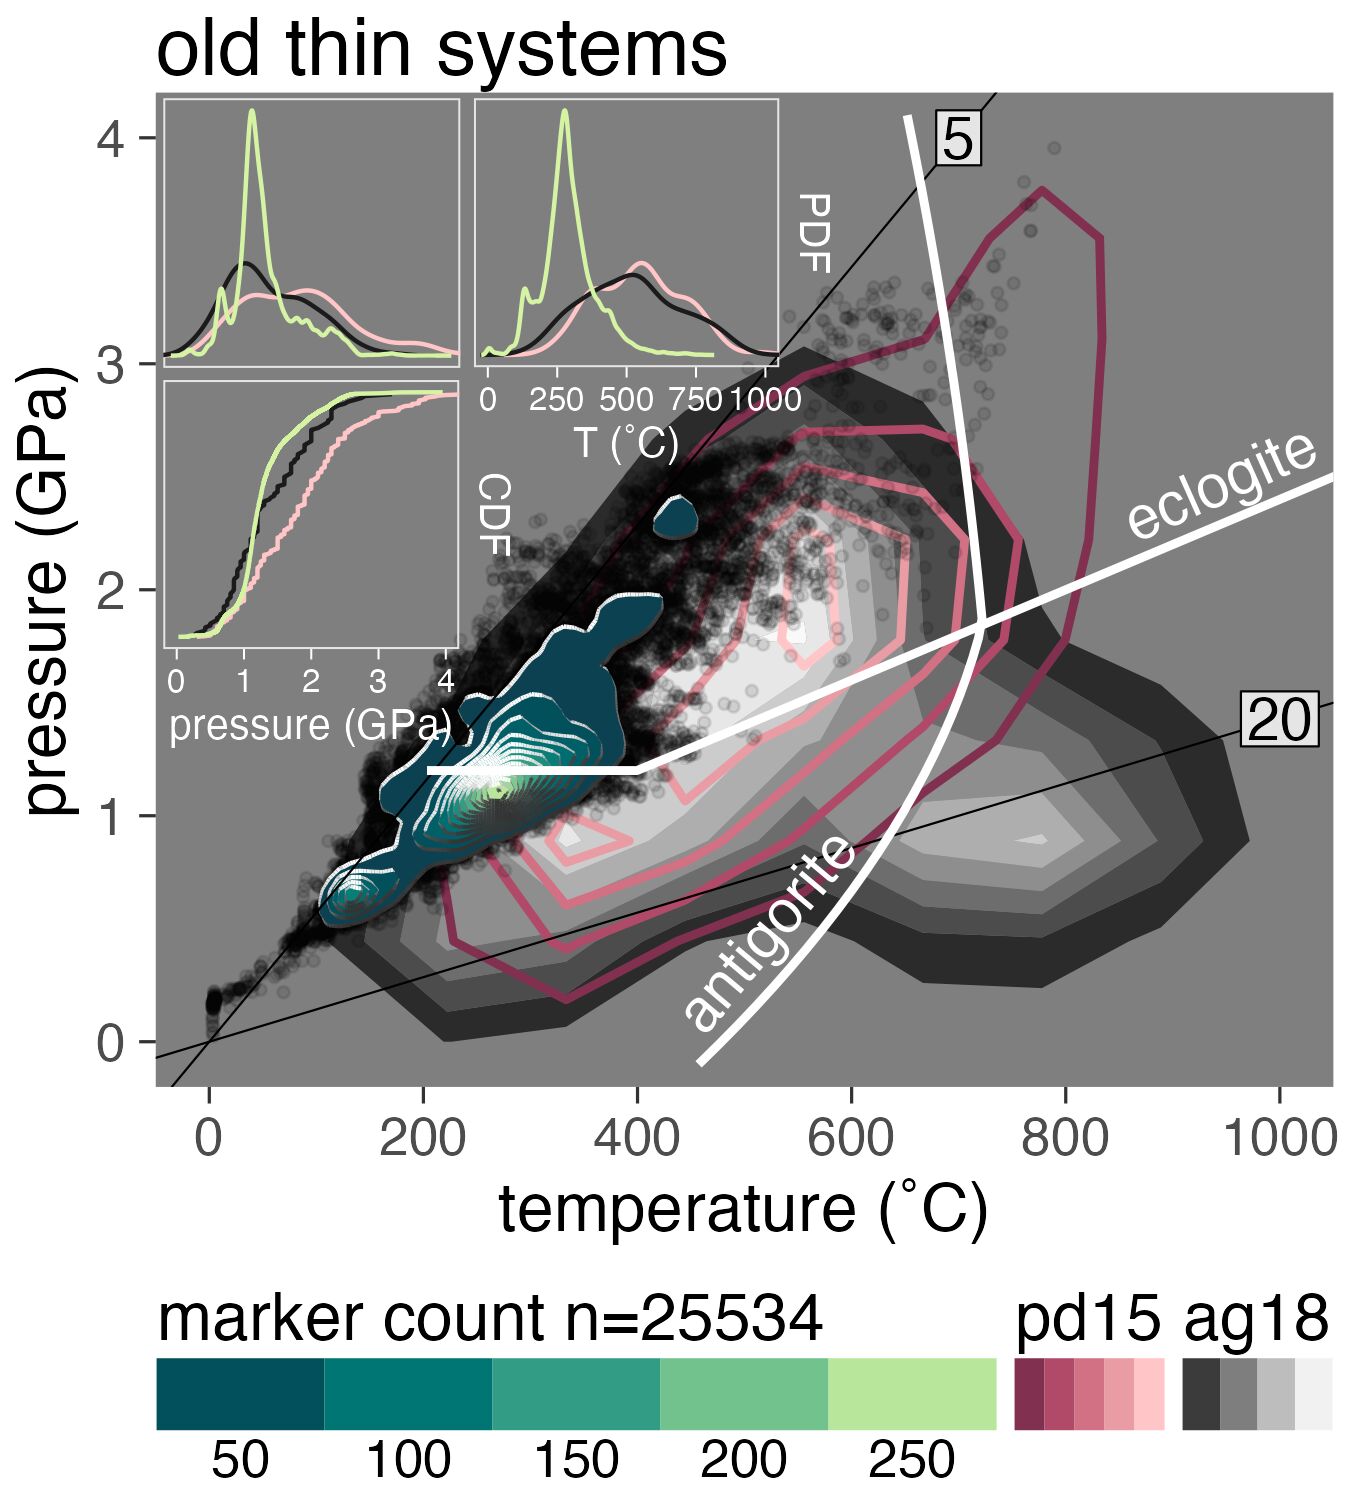 old thin systems
pressure (GPa)
4
3
2
1
0
5
PDF
0 250 500 750 1000
T (˚C)
CDF
0 1 2 3 4
pressure (GPa)
eclogite
20
antigorite
0 200 400 600 800 1000
temperature (˚C)
marker count n=25534
50 100 150 200 250
pd15
ag18